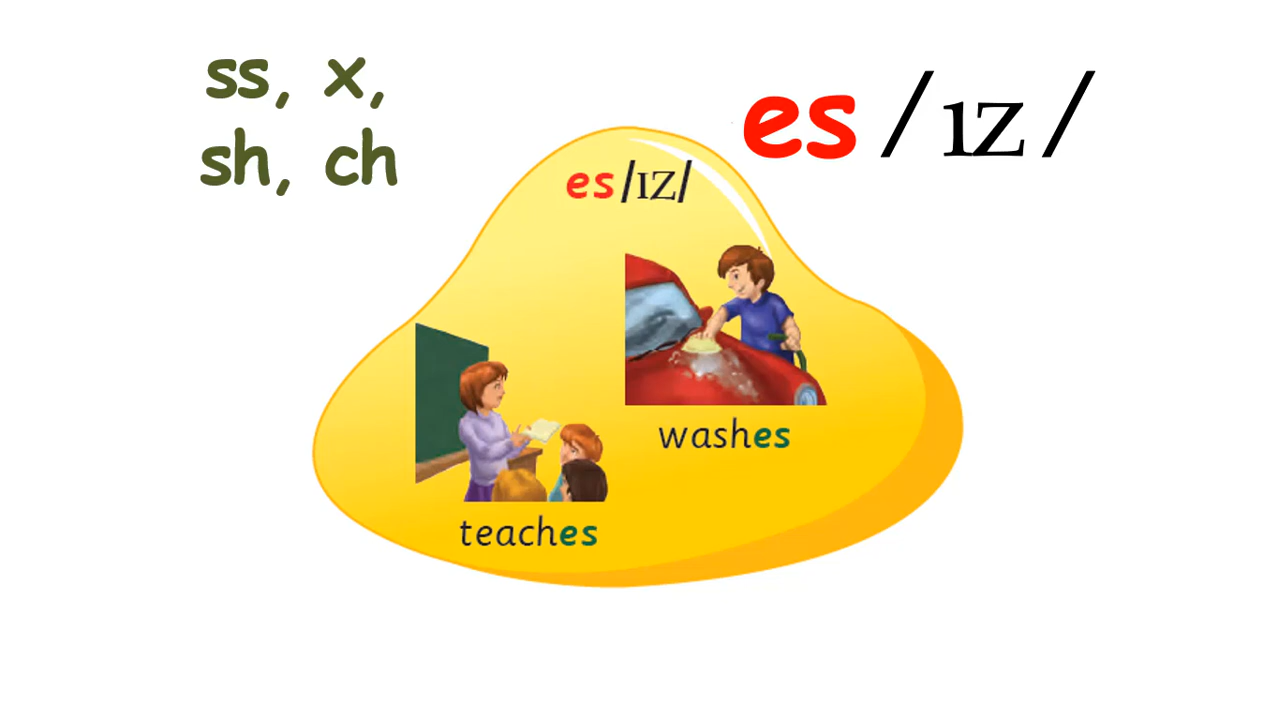 ss, x,
sh, ch
es /ɪz/
es /ɪz/
washes
teaches